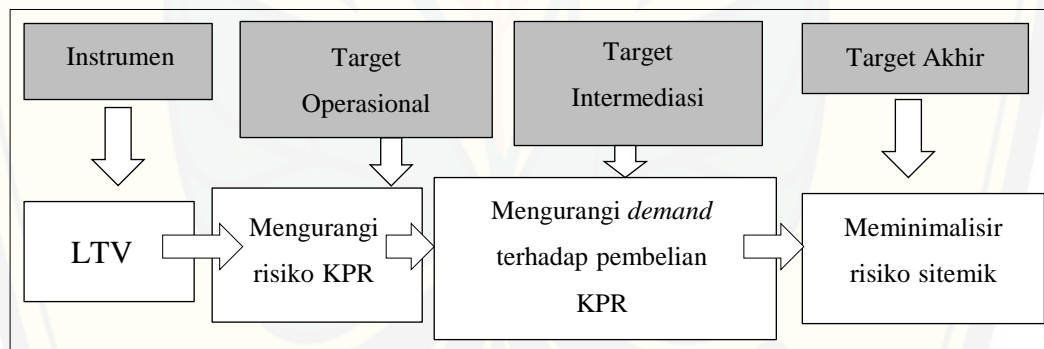 Instrumen
Target
Operasional
Target
Intermediasi
Target Akhir
LTV
Mengurangi
risiko KPR
Mengurangi demand
terhadap pembelian
KPR
Meminimalisir
risiko sitemik